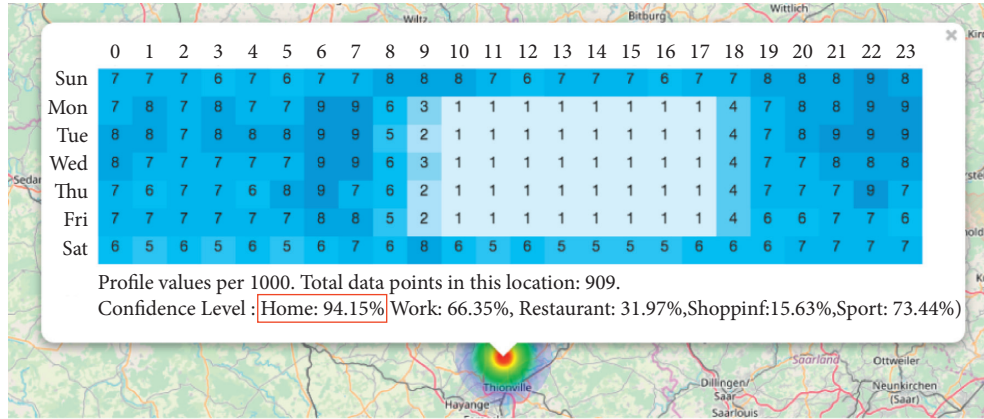 Wiltz
Bitburg
Wittlich
×
0 1 2 3 4 5 6 7 8 9 10 11 12 13 14 15 16 17 18 19 20 21 22 23
Sun 7 7 7 6 7 6 7 7 8 8 8 7 6 7 7 7 6 7 7 8 8 8 9 8
Mon 7 8 7 8 7 7 9 9 6 3 1 1 1 1 1 1 1 1 4 7 8 8 9 9
Tue 8 8 7 8 8 8 9 9 5 2 1 1 1 1 1 1 1 1 4 7 8 9 9 9
Wed 8 7 7 7 7 7 9 9 6 3 1 1 1 1 1 1 1 1 4 7 7 8 8 8
Thu 7 6 7 7 6 8 9 7 6 2 1 1 1 1 1 1 1 1 4 7 7 7 9 7
Fri 7 7 7 7 7 7 8 8 5 2 1 1 1 1 1 1 1 1 4 6 6 7 7 6
Sat 6 5 6 5 6 5 6 7 6 8 6 5 6 5 5 5 5 6 6 6 7 7 7 7
Profile values per 1000. Total data points in this location: 909.
Confidence Level : Home: 94.15% Work: 66.35%, Restaurant: 31.97%,Shoppinf:15.63%,Sport: 73.44%)
Saarland
Ottweiler
Thionville
Dillingen/
Saar
Neunkirchen
(Saar)
Hayange
Saarlouis